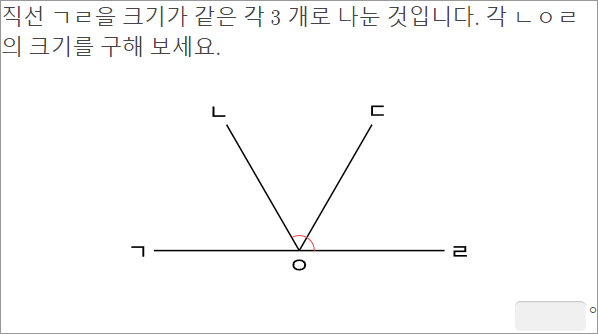 직선 ㄱㄹ을 크기가 같은 각 3 개로 나눈 것입니다. 각 ㄴㅇㄹ
의 크기를 구해 보세요.
ㄴ ㄷ
ㄱ ㄹ
ㅇ
°